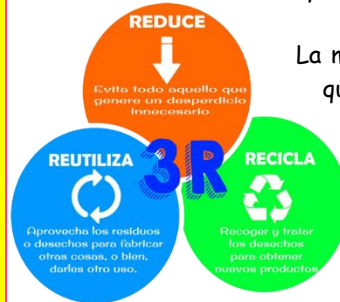 REDUCE
Evita todo aquello que
genere un desperdicio
innecesario
La
3R
REUTILIZA
Aprovecha los residuos
o desechos para fabricar
otras cosas, o bien,
darles otro uso.
RECICLA
Recoger y tratar
los desechos
para obtener
nuevos productos